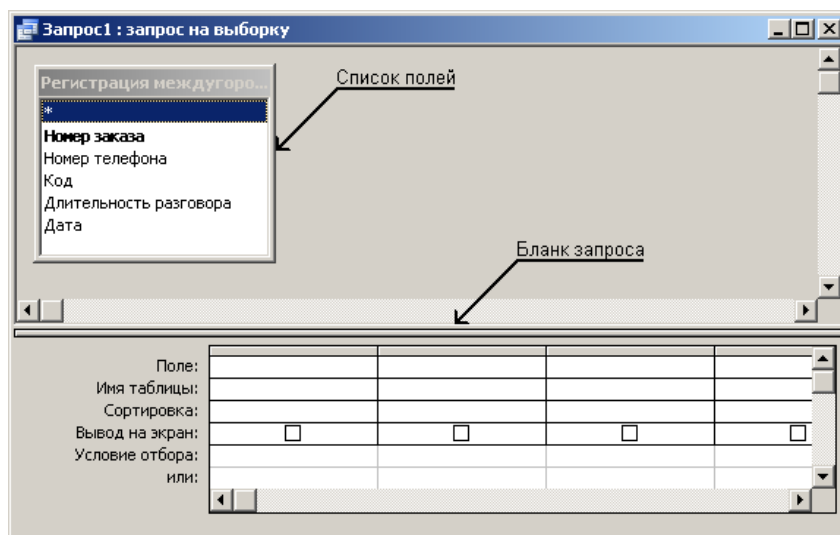 Запрос1 : запрос на выборку
Регистрация междугоро...
Список полей
*
Номер заказа
Номер телефона
Код
Длительность разговора
Дата
Бланк запроса
Поле:
Имя таблицы:
Сортировка:
Вывод на экран:
Условие отбора:
или: